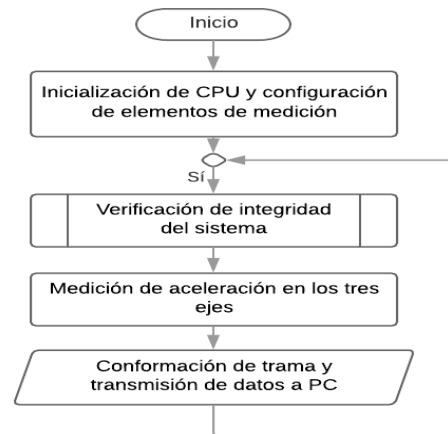 Inicio
Inicialización de CPU y configuración
de elementos de medición
Sí
Verificación de integridad
del sistema
Medición de aceleración en los tres
ejes
Conformación de trama y
transmisión de datos a PC